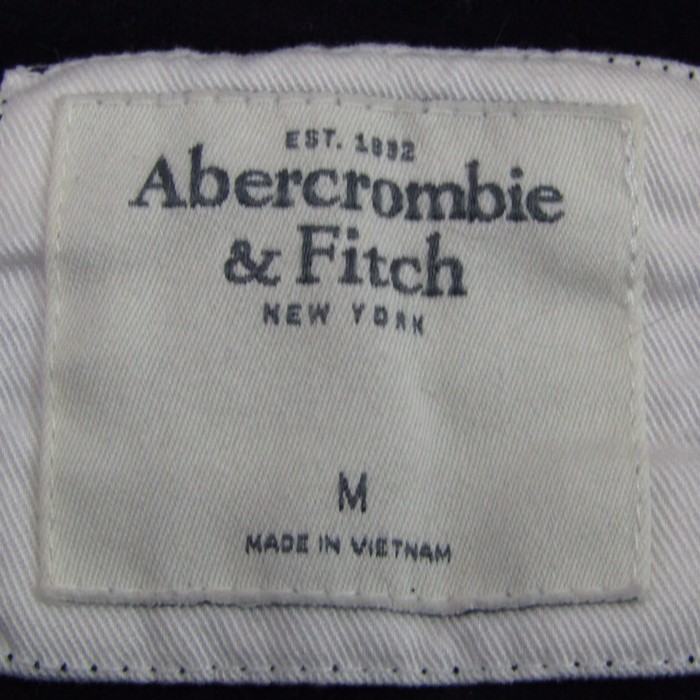 EST. 1892
Abercrombie
& Fitch
NEW YORK
M
MADE IN VIETNAM